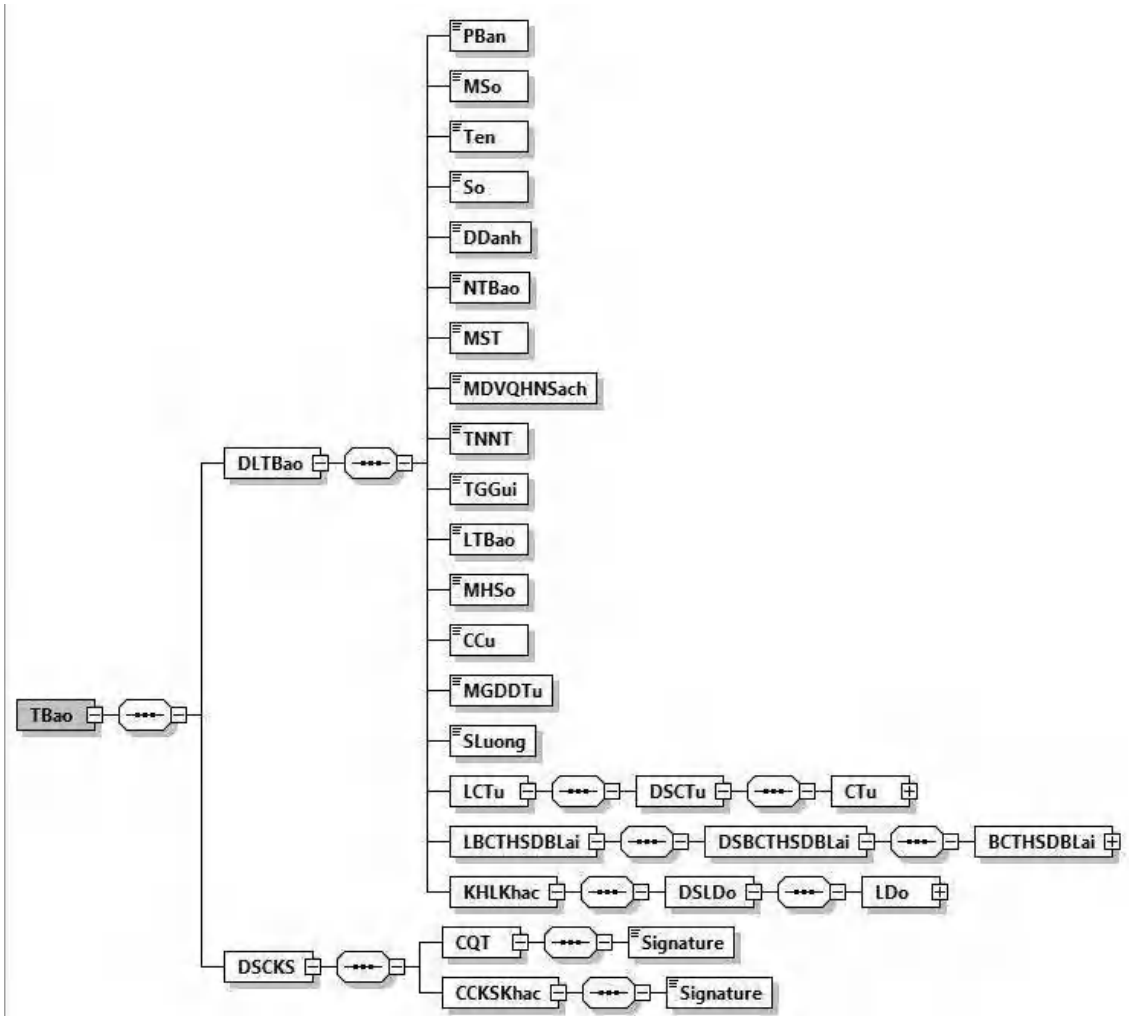 PBan
MSo
Ten
So
DDanh
NTBao
MST
MDVQHNSach
TNNT
DLTBao
TGGui
LTBao
MHSo
CCu
MGDDTu
TBao
SLuong
LCTu DSCTu CTu
LBCTHSDBLai DSBCTHSDBLai BCTHSDBLai
KHLKhac DSLDo LDo
CQT Signature
DSCKS
CCKSKhac Signature